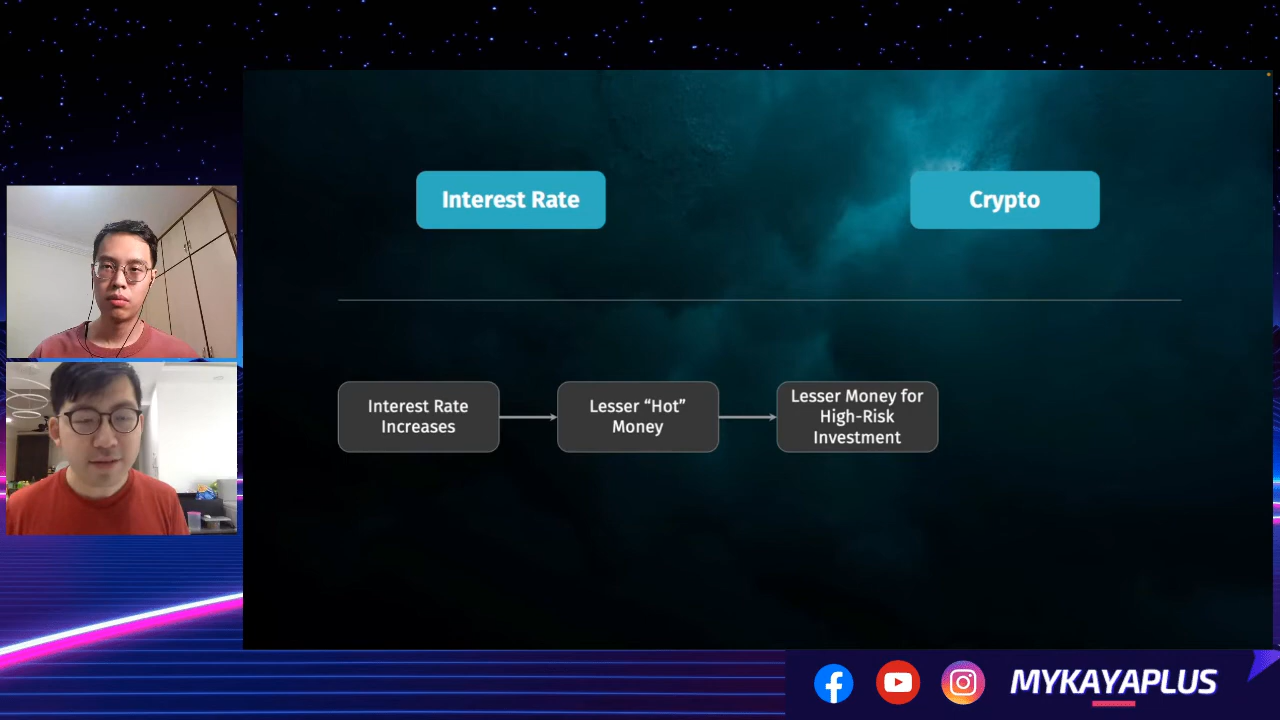 Interest Rate
Crypto
Interest Rate
Increases
Lesser “Hot”
Money
Lesser Money for
High-Risk
Investment
MYKAYAPLUS